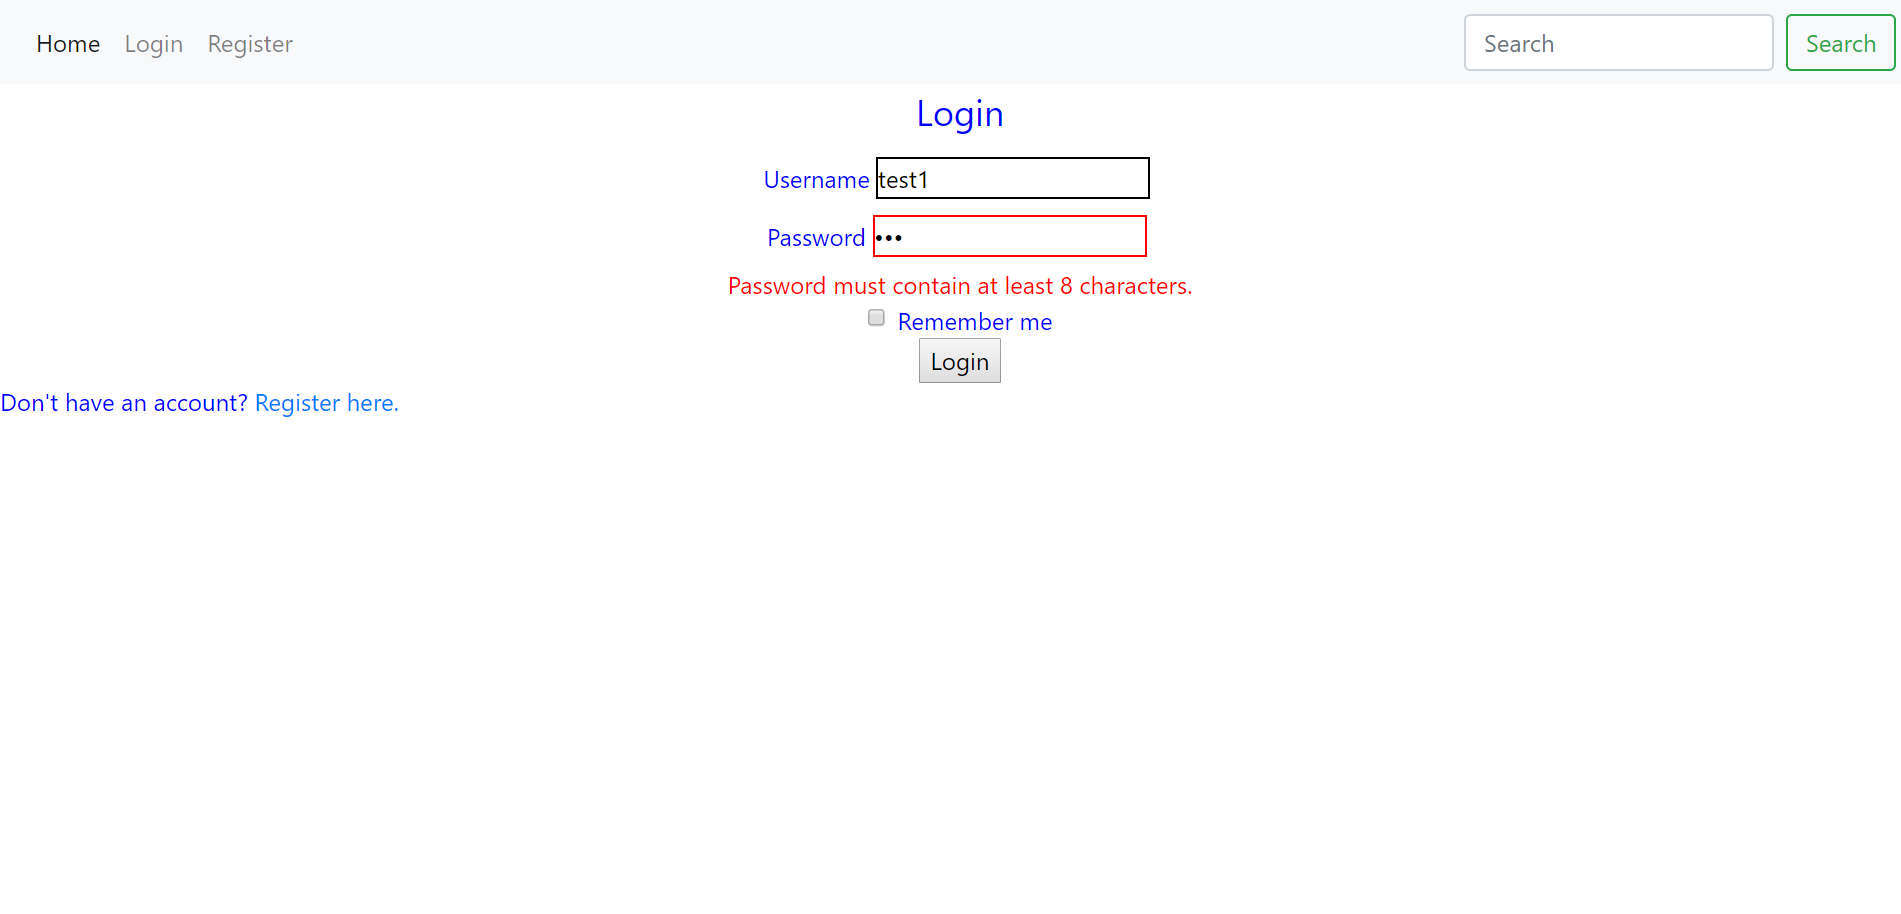 Home Login Register Search Search
Login
Username test1
Password •••
Password must contain at least 8 characters.
Remember me
Login
Don't have an account? Register here.